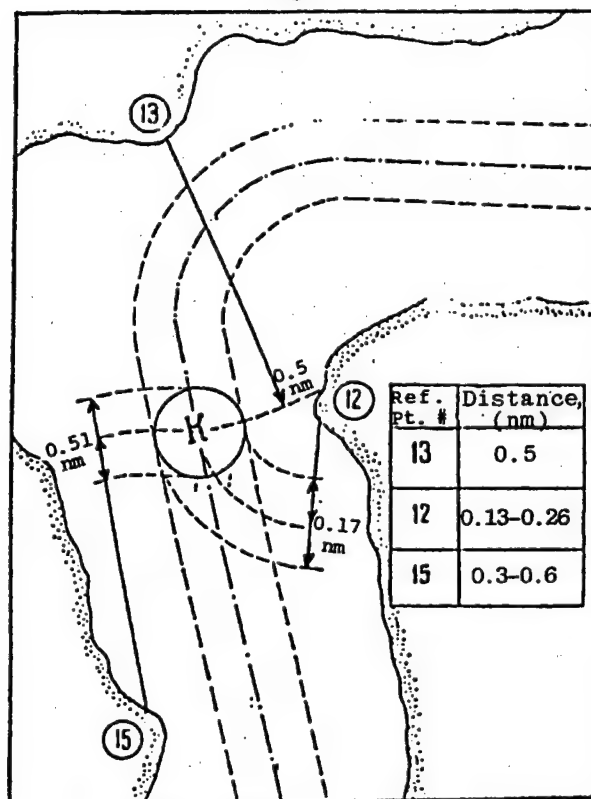 13
0.5
nm
12
K
0.51
nm
0.17
nm
15
Ref.
Pt. # Distance,
(nm)
13 0.5
12 0.13-0.26
15 0.3-0.6